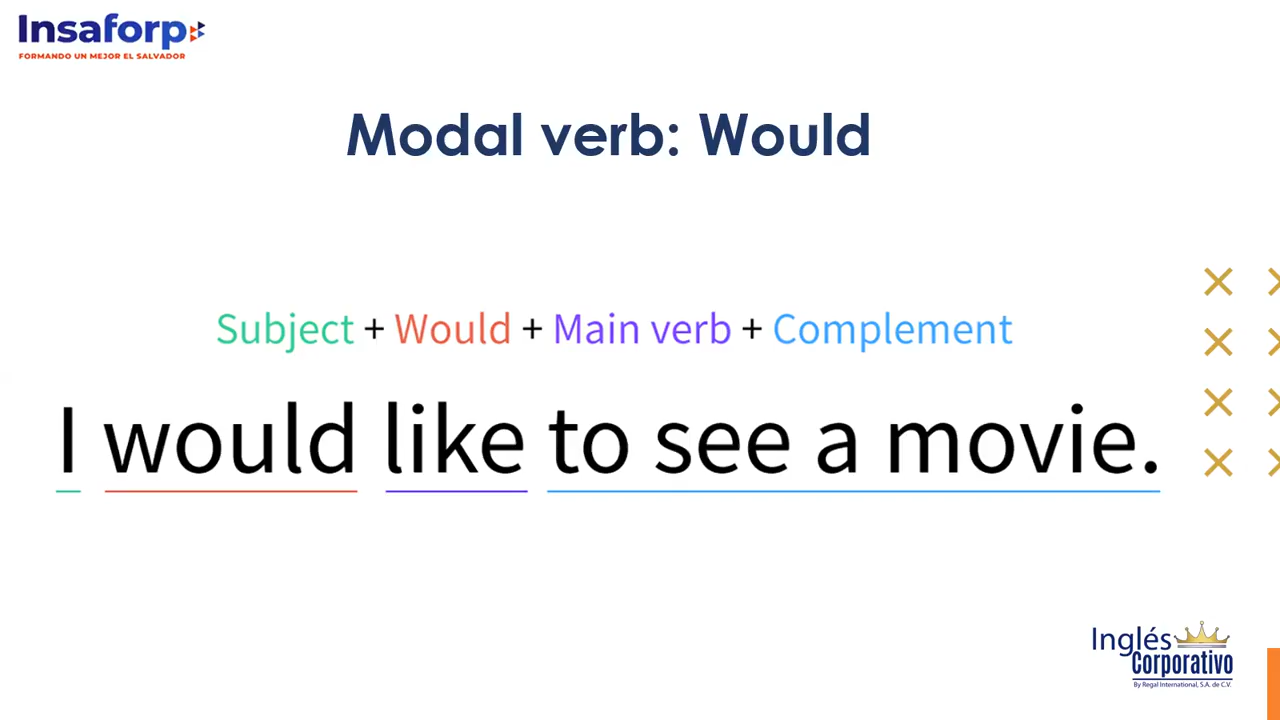 Insaforp
FORMANDO UN MEJOR EL SALVADOR
Modal verb: Would
Subject + Would + Main verb + Complement
I would like to see a movie.
Inglés
Corporativo
By Regal International, S.A. de C.V.